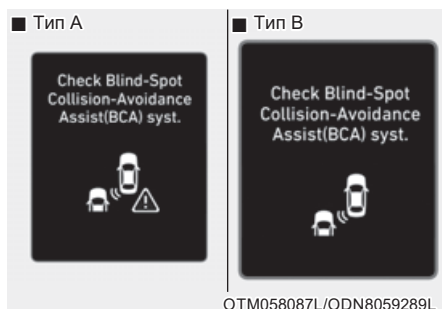 ■ Тип A
Check Blind-Spot
Collision-Avoidance
Assist(BCA) syst.
■ Тип B
Check Blind-Spot
Collision-Avoidance
Assist(BCA) syst.
OTM058087L/ODN8059289L